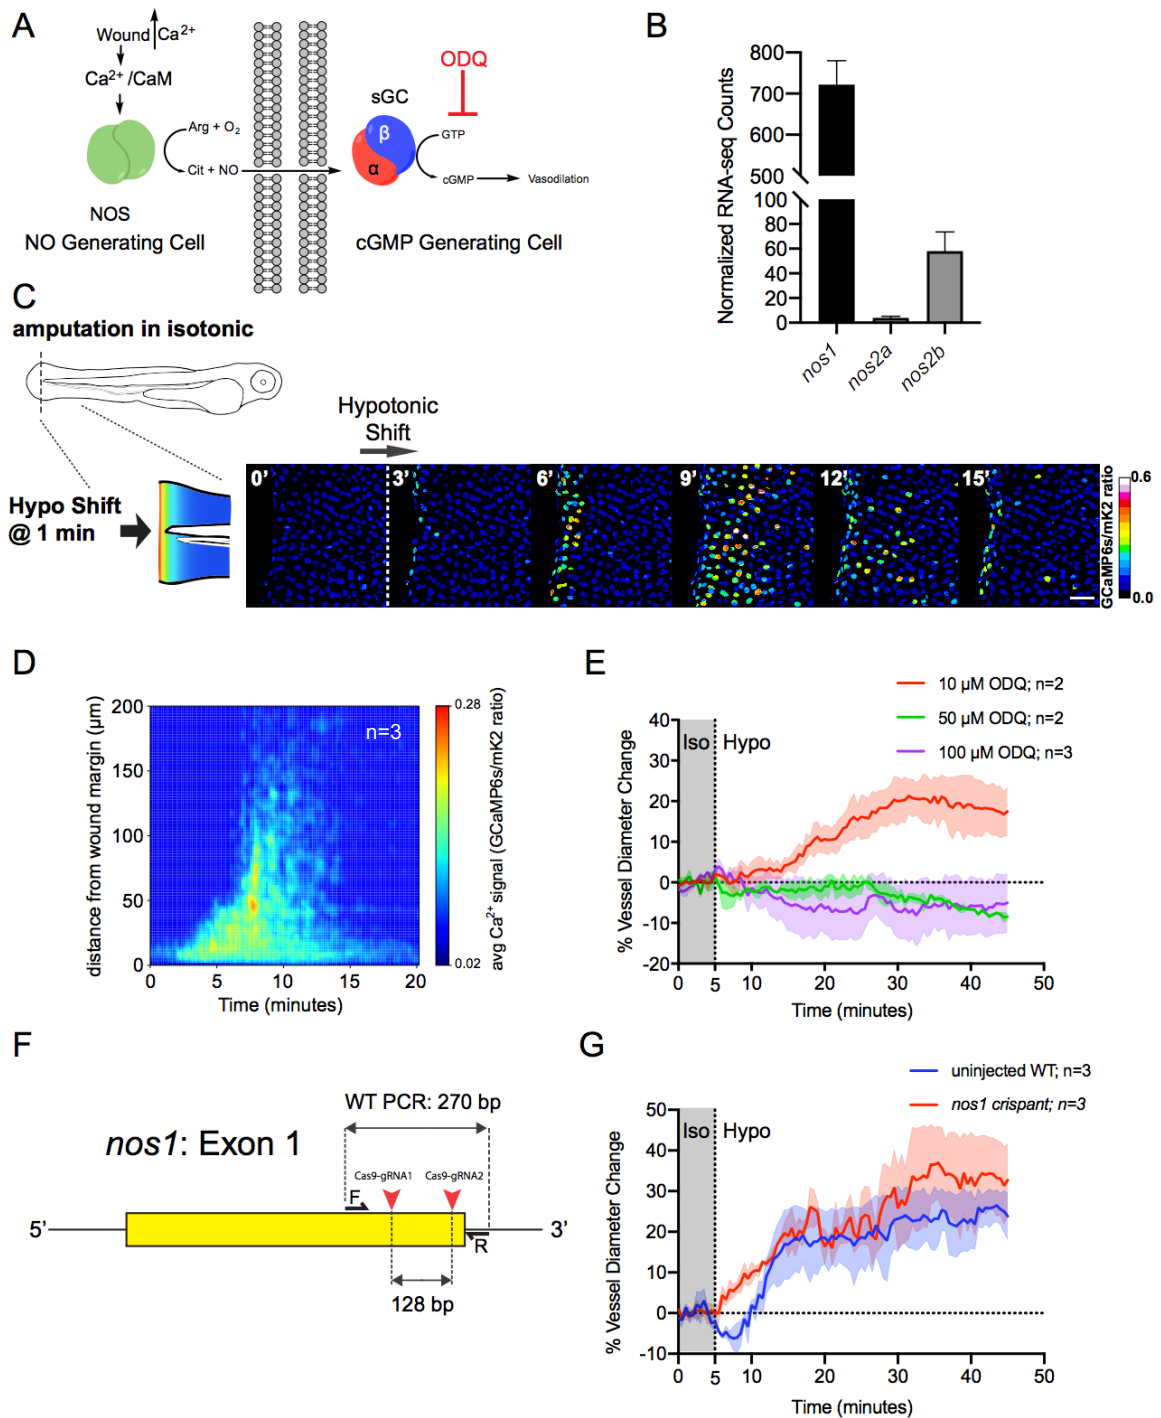 A
Wound Ca²⁺
Ca²⁺ /CaM
Arg + O₂
Cit + NO
NOS
NO Generating Cell
ODQ
sGC
β
α
GTP
cGMP
Vasodilation
cGMP Generating Cell
B
Normalized RNA-seq Counts
800
700
600
500
100
80
60
40
20
0
nos1
nos2a
nos2b
C
amputation in isotonic
Hypotonic
Shift
Hypo Shift
@ 1 min
0’
3’
6’
9’
12’
15’
0.6
0.0
GCaMP6s/mK2 ratio
D
distance from wound margin (µm)
200
150
100
50
0
n=3
0 5 10 15 20
Time (minutes)
0.28
0.02
avg Ca²⁺ signal (GCaMP6s/mK2 ratio)
E
10 µM ODQ; n=2
50 µM ODQ; n=2
100 µM ODQ; n=3
% Vessel Diameter Change
40
30
20
10
0
-10
-20
Iso
Hypo
0 5 10 20 30 40 50
Time (minutes)
F
WT PCR: 270 bp
nos1: Exon 1
Cas9-gRNA1
Cas9-gRNA2
F
R
5’
3’
128 bp
G
uninjected WT; n=3
nos1 crispant; n=3
% Vessel Diameter Change
50
40
30
20
10
0
-10
Iso
Hypo
0 5 10 20 30 40 50
Time (minutes)